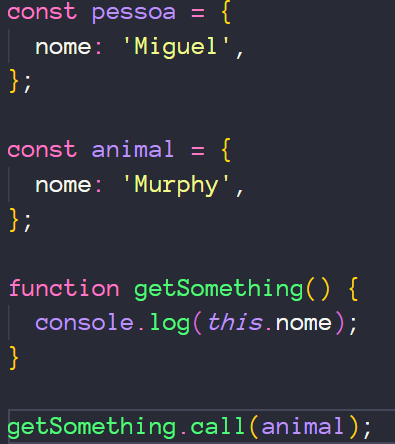 const pessoa = {
  nome: 'Miguel',
};
const animal = {
  nome: 'Murphy',
};
function getSomething() {
  console.log(this.nome);
}
getSomething.call(animal);